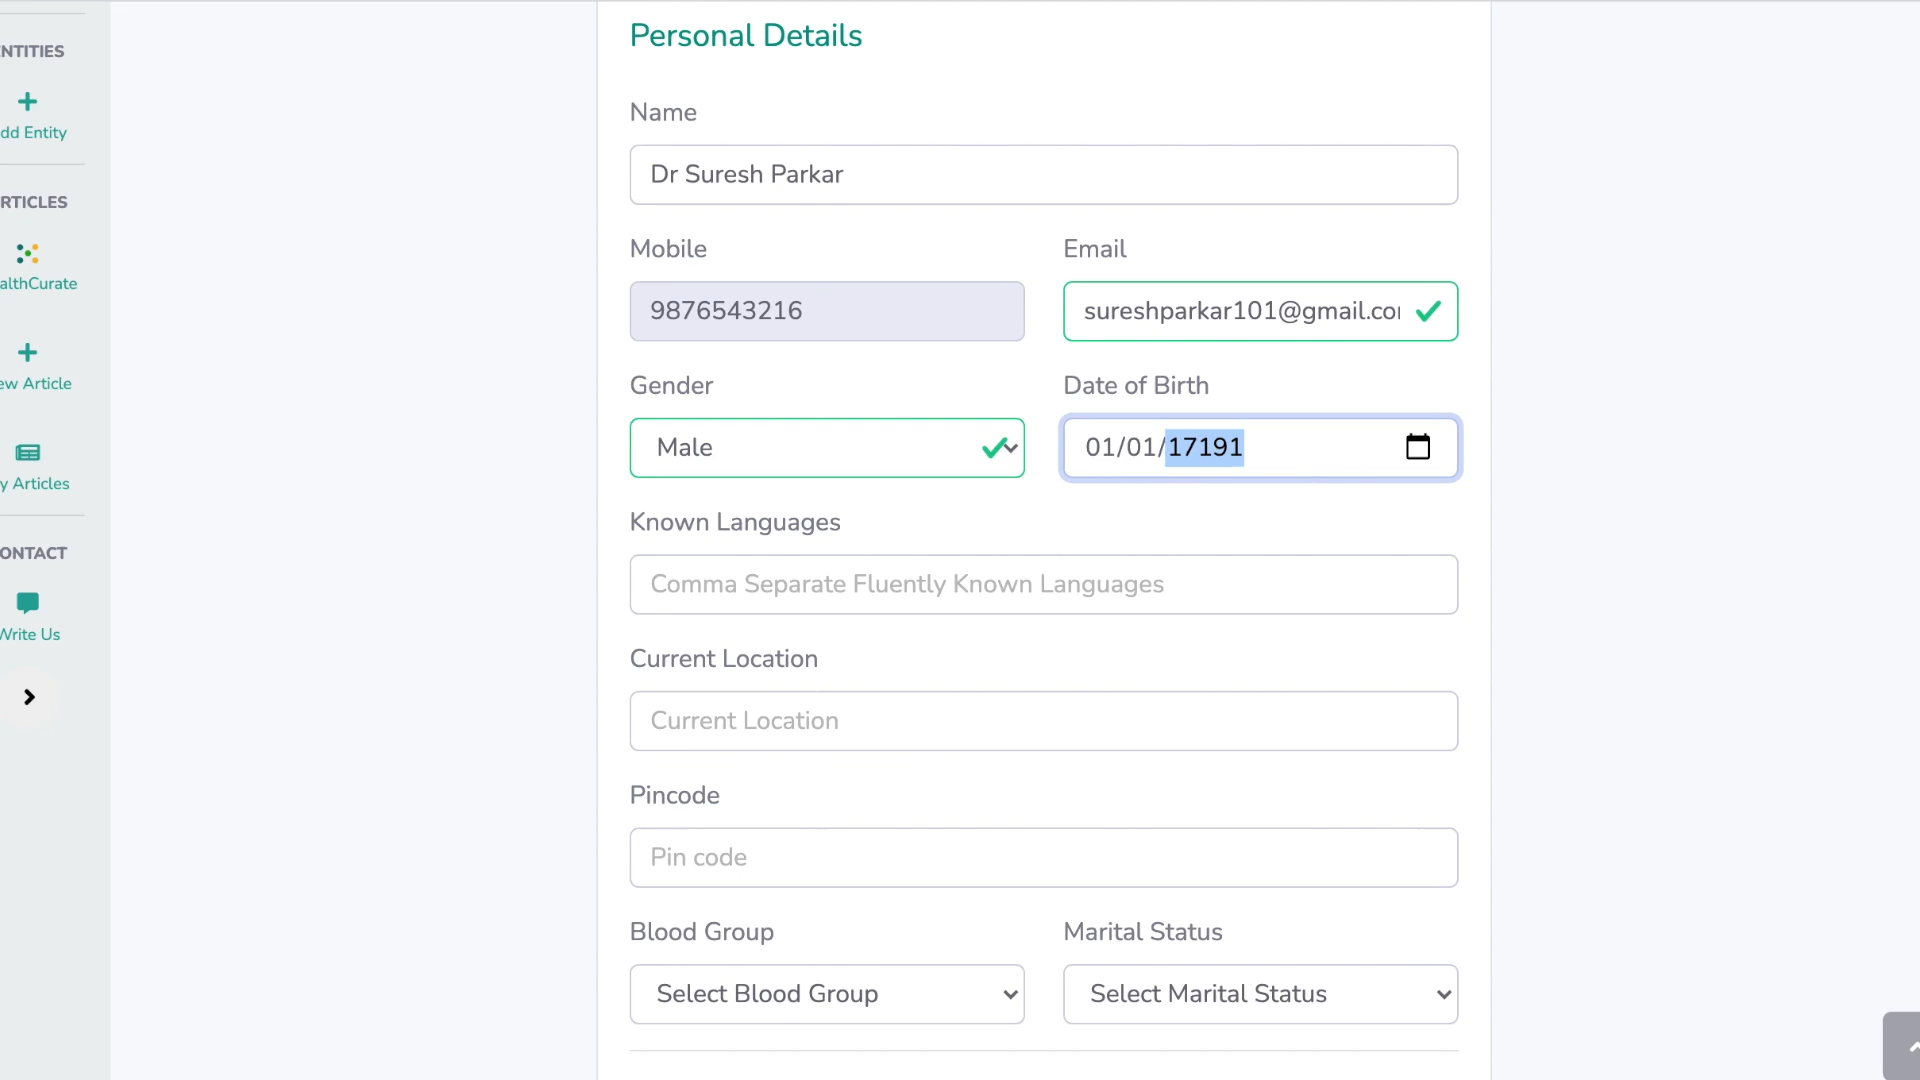 NTITIES
dd Entity
RTICLES
althCurate
ew Article
y Articles
ONTACT
Write Us
Personal Details
Name
Dr Suresh Parkar
Mobile
Email
9876543216
sureshparkar101@gmail.co
Gender
Date of Birth
Male
01/01/17191
Known Languages
Comma Separate Fluently Known Languages
Current Location
Current Location
Pincode
Pin code
Blood Group
Marital Status
Select Blood Group
Select Marital Status